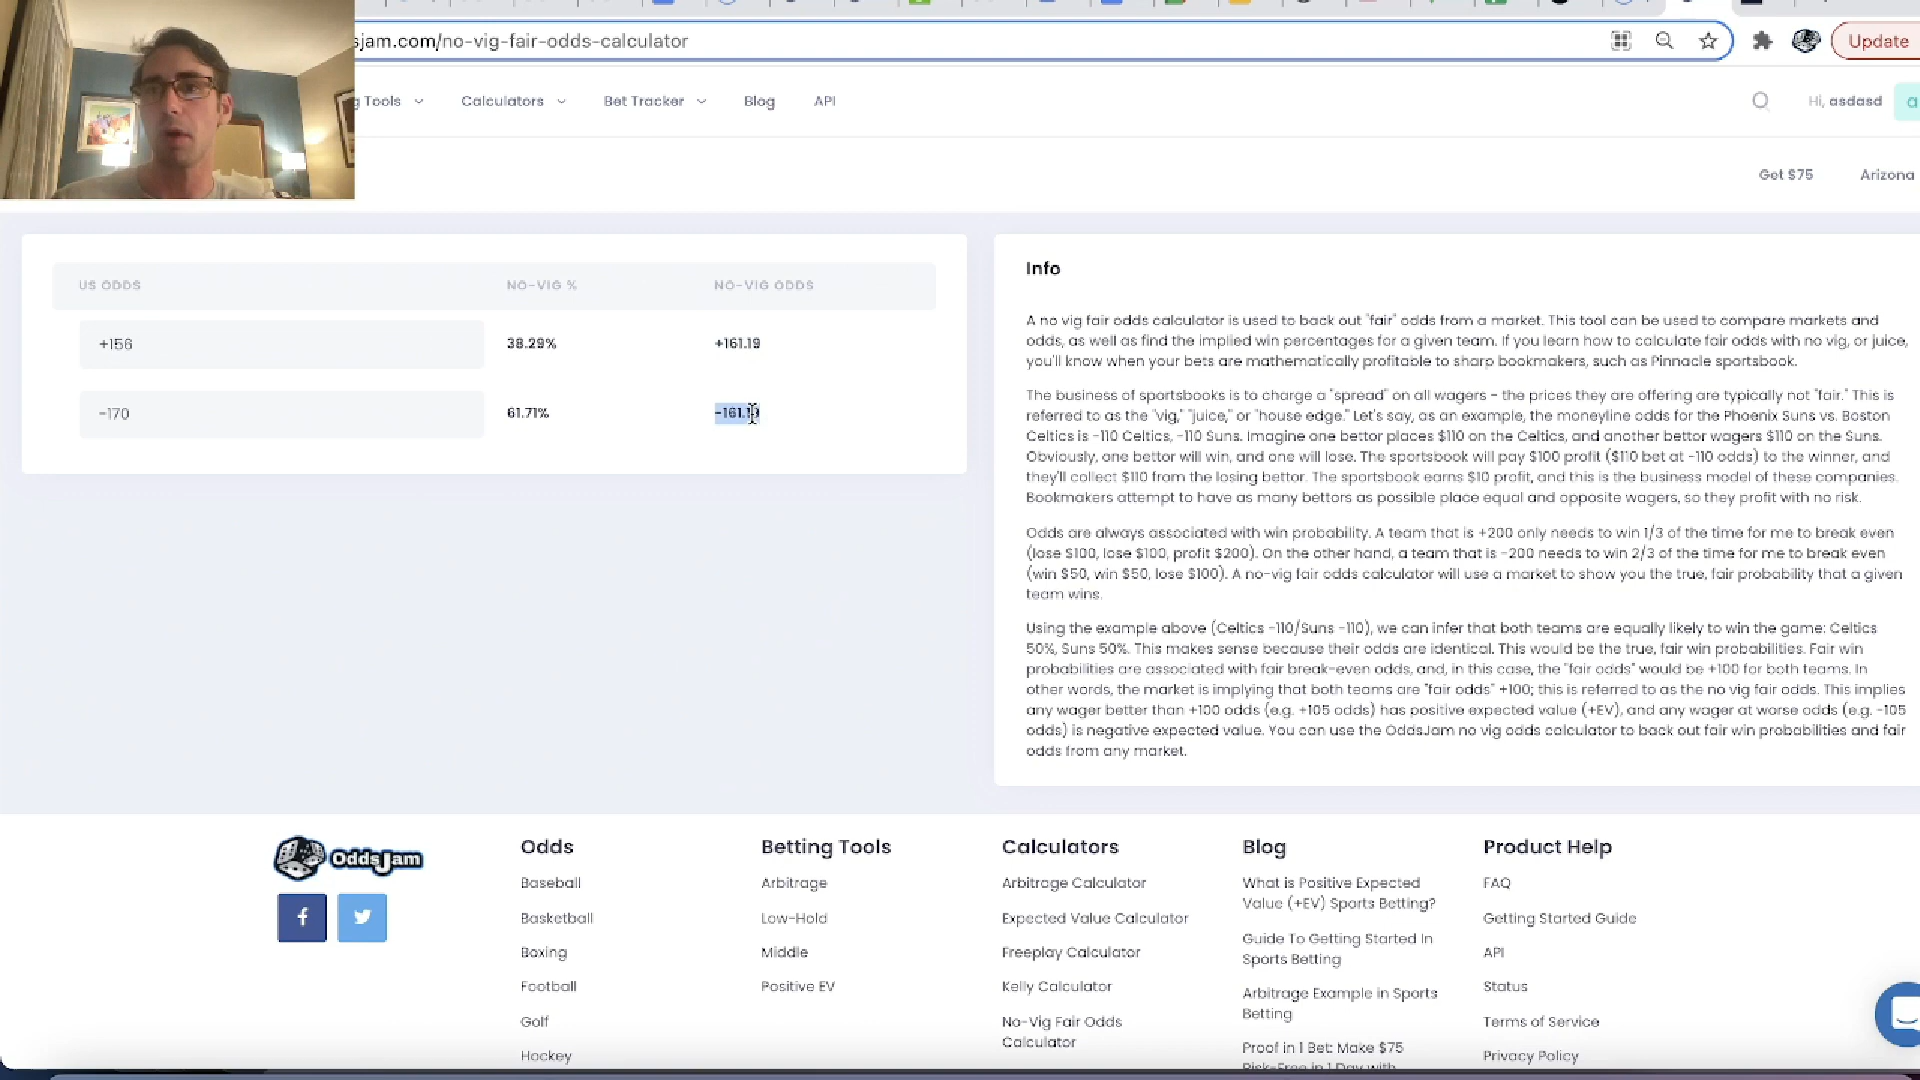 sjam.com/no-vig-fair-odds-calculator
Update
g Tools
Calculators
Bet Tracker
Blog
API
Hi, asdasd
a
Get $75
Arizona
US ODDS
NO-VIG %
NO-VIG ODDS
+156
38.29%
+161.19
-170
61.71%
-161.19
Info
A no vig fair odds calculator is used to back out "fair" odds from a market. This tool can be used to compare markets and
odds, as well as find the implied win percentages for a given team. If you learn how to calculate fair odds with no vig, or juice,
you'll know when your bets are mathematically profitable to sharp bookmakers, such as Pinnacle sportsbook.
The business of sportsbooks is to charge a "spread" on all wagers - the prices they are offering are typically not "fair." This is
referred to as the "vig," "juice," or "house edge." Let's say, as an example, the moneyline odds for the Phoenix Suns vs. Boston
Celtics is -110 Celtics, -110 Suns. Imagine one bettor places $110 on the Celtics, and another bettor wagers $110 on the Suns.
Obviously, one bettor will win, and one will lose. The sportsbook will pay $100 profit ($110 bet at -110 odds) to the winner, and
they'll collect $110 from the losing bettor. The sportsbook earns $10 profit, and this is the business model of these companies.
Bookmakers attempt to have as many bettors as possible place equal and opposite wagers, so they profit with no risk.
Odds are always associated with win probability. A team that is +200 only needs to win 1/3 of the time for me to break even
(lose $100, lose $100, profit $200). On the other hand, a team that is -200 needs to win 2/3 of the time for me to break even
(win $50, win $50, lose $100). A no-vig fair odds calculator will use a market to show you the true, fair probability that a given
team wins.
Using the example above (Celtics -110/Suns -110), we can infer that both teams are equally likely to win the game: Celtics
50%, Suns 50%. This makes sense because their odds are identical. This would be the true, fair win probabilities. Fair win
probabilities are associated with fair break-even odds, and, in this case, the "fair odds" would be +100 for both teams. In
other words, the market is implying that both teams are "fair odds" +100; this is referred to as the no vig fair odds. This implies
any wager better than +100 odds (e.g. +105 odds) has positive expected value (+EV), and any wager at worse odds (e.g. -105
odds) is negative expected value. You can use the OddsJam no vig odds calculator to back out fair win probabilities and fair
odds from any market.
OddsJam
Odds
Baseball
Basketball
Boxing
Football
Golf
Hockey
Betting Tools
Arbitrage
Low-Hold
Middle
Positive EV
Calculators
Arbitrage Calculator
Expected Value Calculator
Freeplay Calculator
Kelly Calculator
No-Vig Fair Odds
Calculator
Blog
What is Positive Expected
Value (+EV) Sports Betting?
Guide To Getting Started In
Sports Betting
Arbitrage Example in Sports
Betting
Proof in 1 Bet: Make $75
Risk-Free in 1 Day with
Product Help
FAQ
Getting Started Guide
API
Status
Terms of Service
Privacy Policy